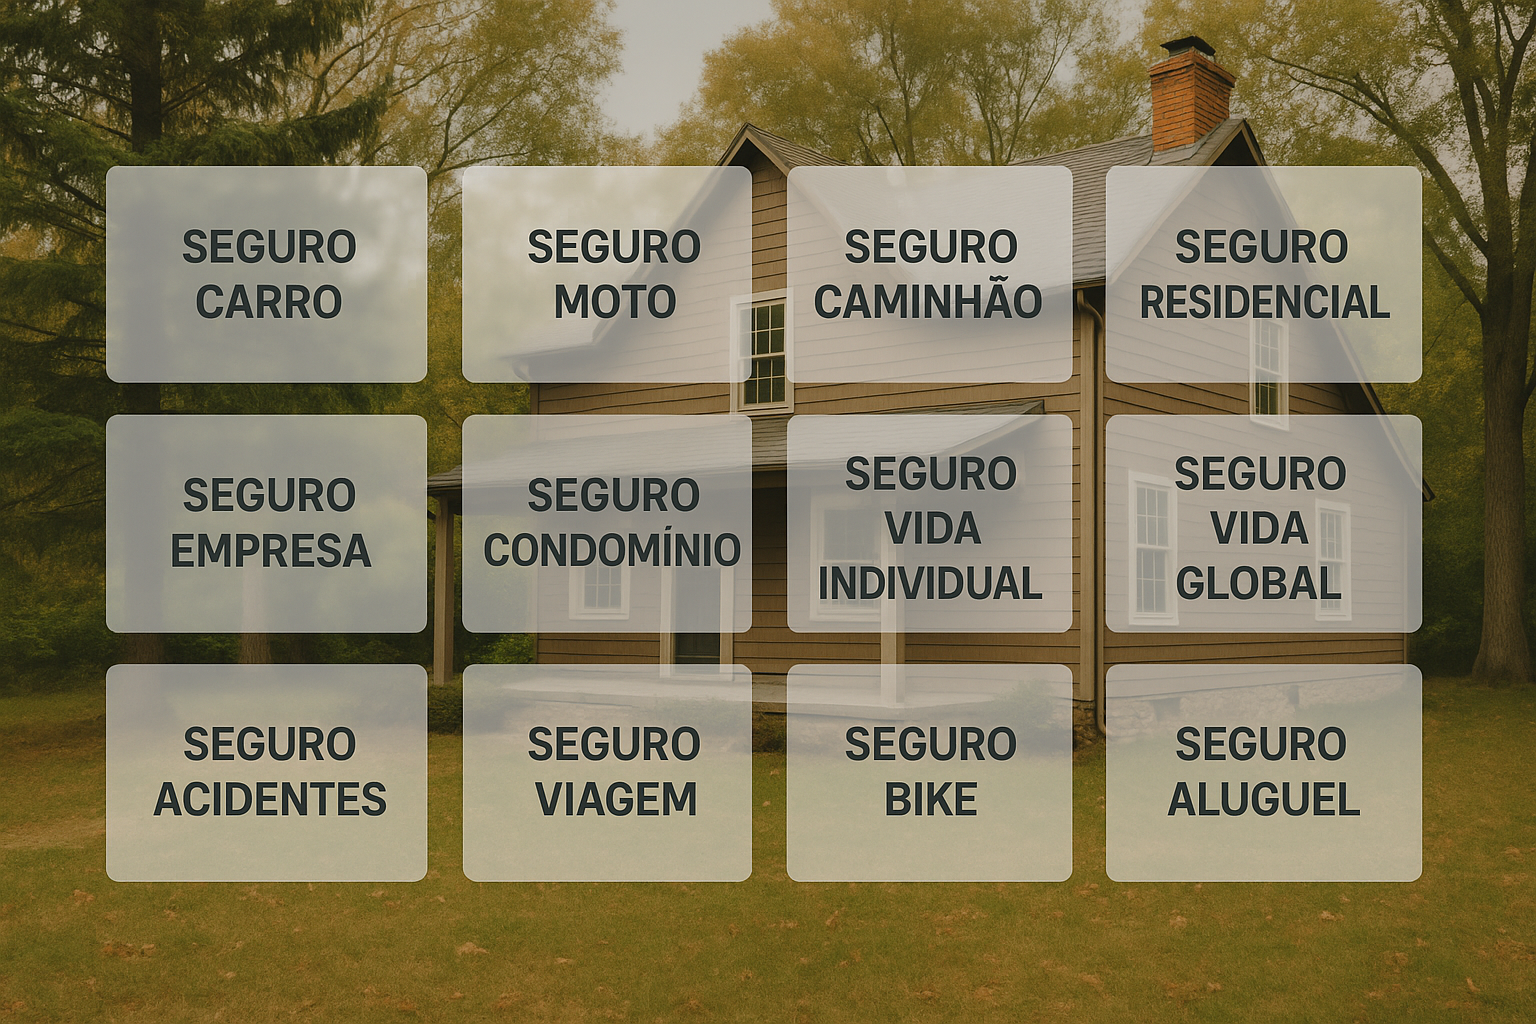 SEGURO
CARRO
SEGURO
MOTO
SEGURO
CAMINHÃO
SEGURO
RESIDENCIAL
SEGURO
EMPRESA
SEGURO
CONDOMÍNIO
SEGURO
VIDA
INDIVIDUAL
SEGURO
VIDA
GLOBAL
SEGURO
ACIDENTES
SEGURO
VIAGEM
SEGURO
BIKE
SEGURO
ALUGUEL